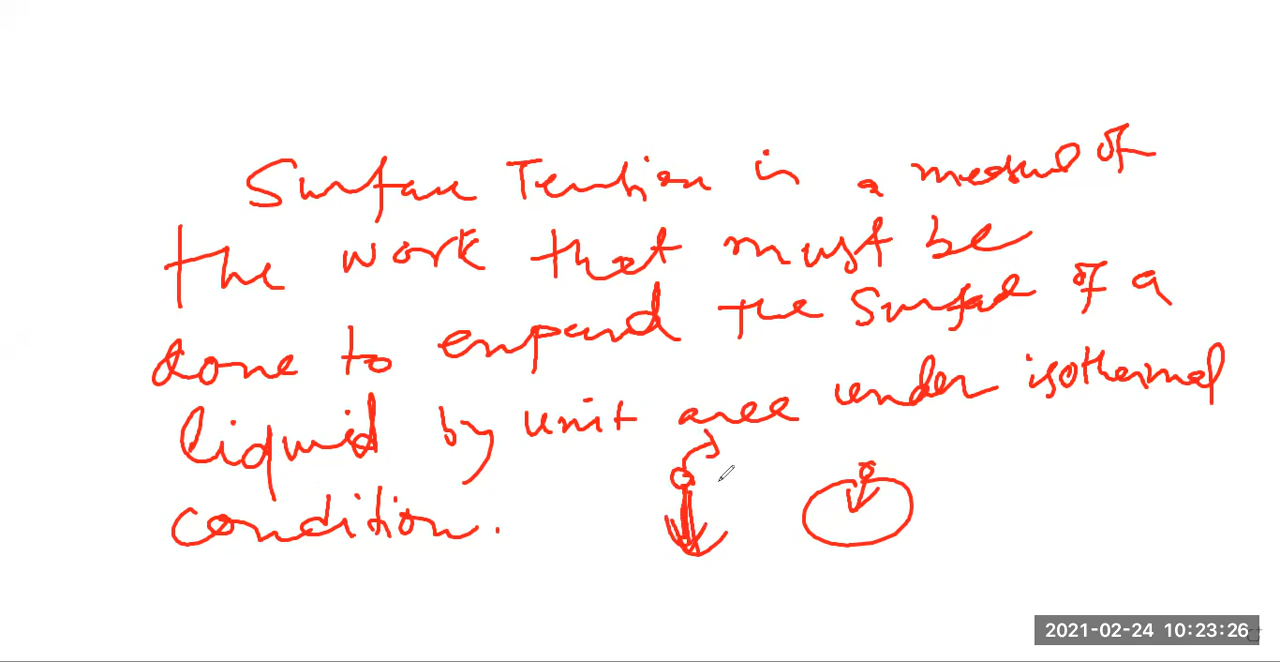 Surface Tension is a measure of
the work that must be
done to expand the Surface of a
liquid by unit area under isothermal
condition.
2021-02-24 10:23:26